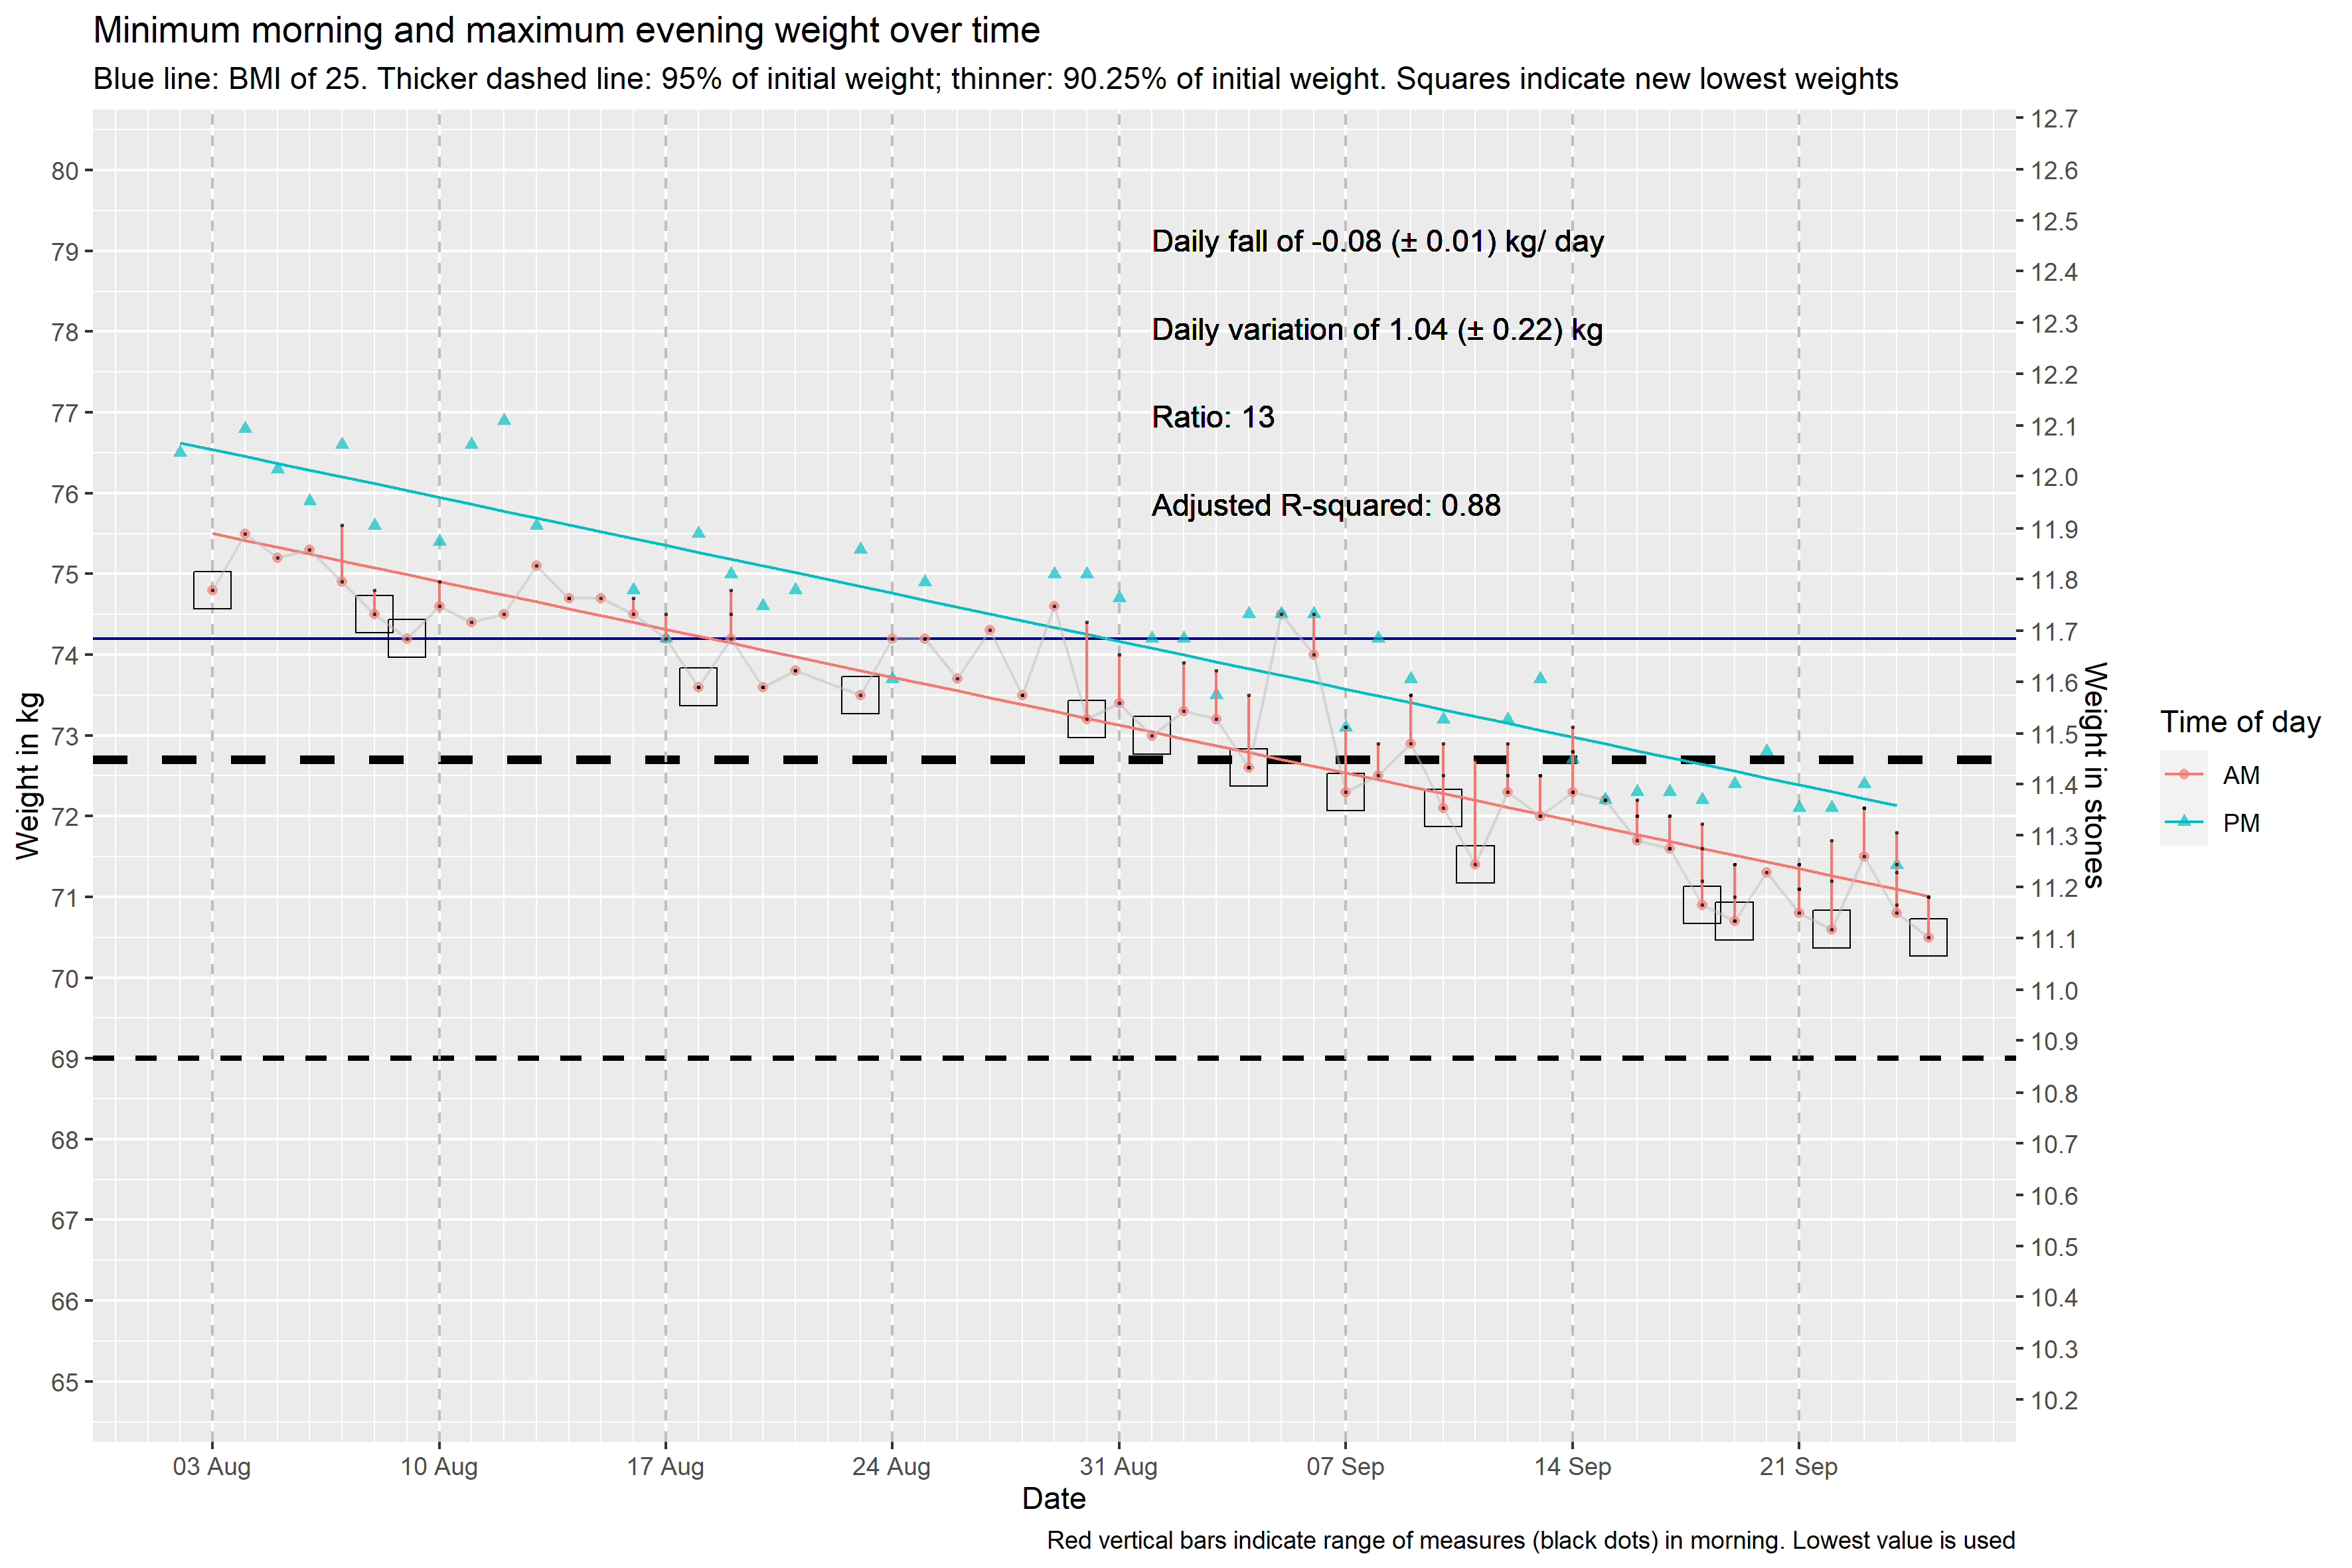 Minimum morning and maximum evening weight over time
Blue line: BMI of 25. Thicker dashed line: 95% of initial weight; thinner: 90.25% of initial weight. Squares indicate new lowest weights
80
79
78
77
76
75
74
73
72
71
70
69
68
67
66
65
Weight in kg
Daily fall of -0.08 (± 0.01) kg/ day
Daily variation of 1.04 (± 0.22) kg
Ratio: 13
Adjusted R-squared: 0.88
12.7
12.6
12.5
12.4
12.3
12.2
12.1
12.0
11.9
11.8
11.7
11.6
11.5
11.4
11.3
11.2
11.1
11.0
10.9
10.8
10.7
10.6
10.5
10.4
10.3
10.2
Weight in stones
Time of day
AM
PM
03 Aug
10 Aug
17 Aug
24 Aug
31 Aug
07 Sep
14 Sep
21 Sep
Date
Red vertical bars indicate range of measures (black dots) in morning. Lowest value is used